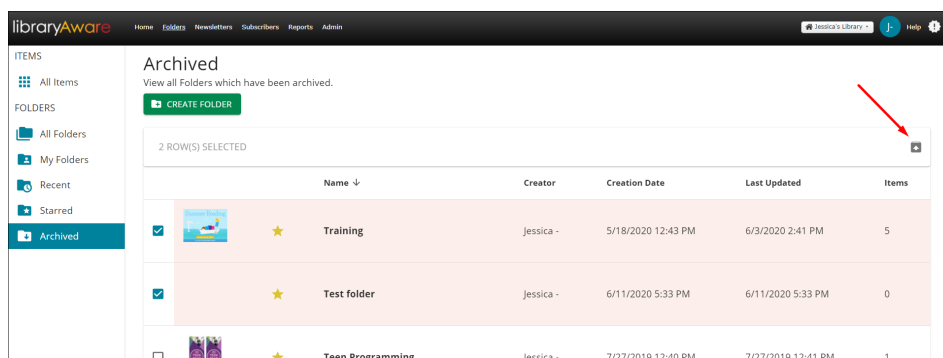 libraryAware Home Folders Newsletters Subscribers Reports Admin Jessica's Library J- Help
ITEMS
All Items
FOLDERS
All Folders
My Folders
Recent
Starred
Archived
Archived
View all Folders which have been archived.
CREATE FOLDER
2 ROW(S) SELECTED
Name Creator Creation Date Last Updated Items
Training Jessica - 5/18/2020 12:43 PM 6/3/2020 2:41 PM 5
Test folder Jessica - 6/11/2020 5:33 PM 6/11/2020 5:33 PM 0
Teen Programming Jessica - 7/27/2019 12:40 PM 7/27/2019 12:41 PM 1